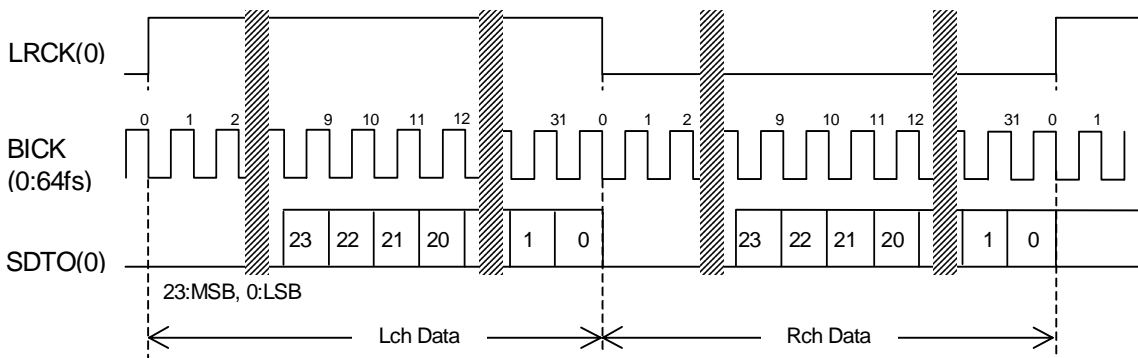 LRCK(0)
0 1 2 9 10 11 12 31 0 1 2 9 10 11 12 31 0 1
BICK
(0:64fs)
23 22 21 20 1 0 23 22 21 20 1 0
SDTO(0)
23:MSB, 0:LSB
Lch Data Rch Data